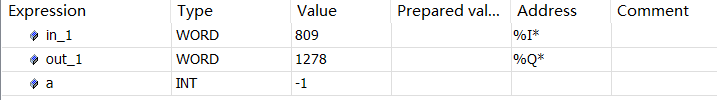 Expression Type Value Prepared val... Address Comment
in_1 WORD 809 %I*
out_1 WORD 1278 %Q*
a INT -1